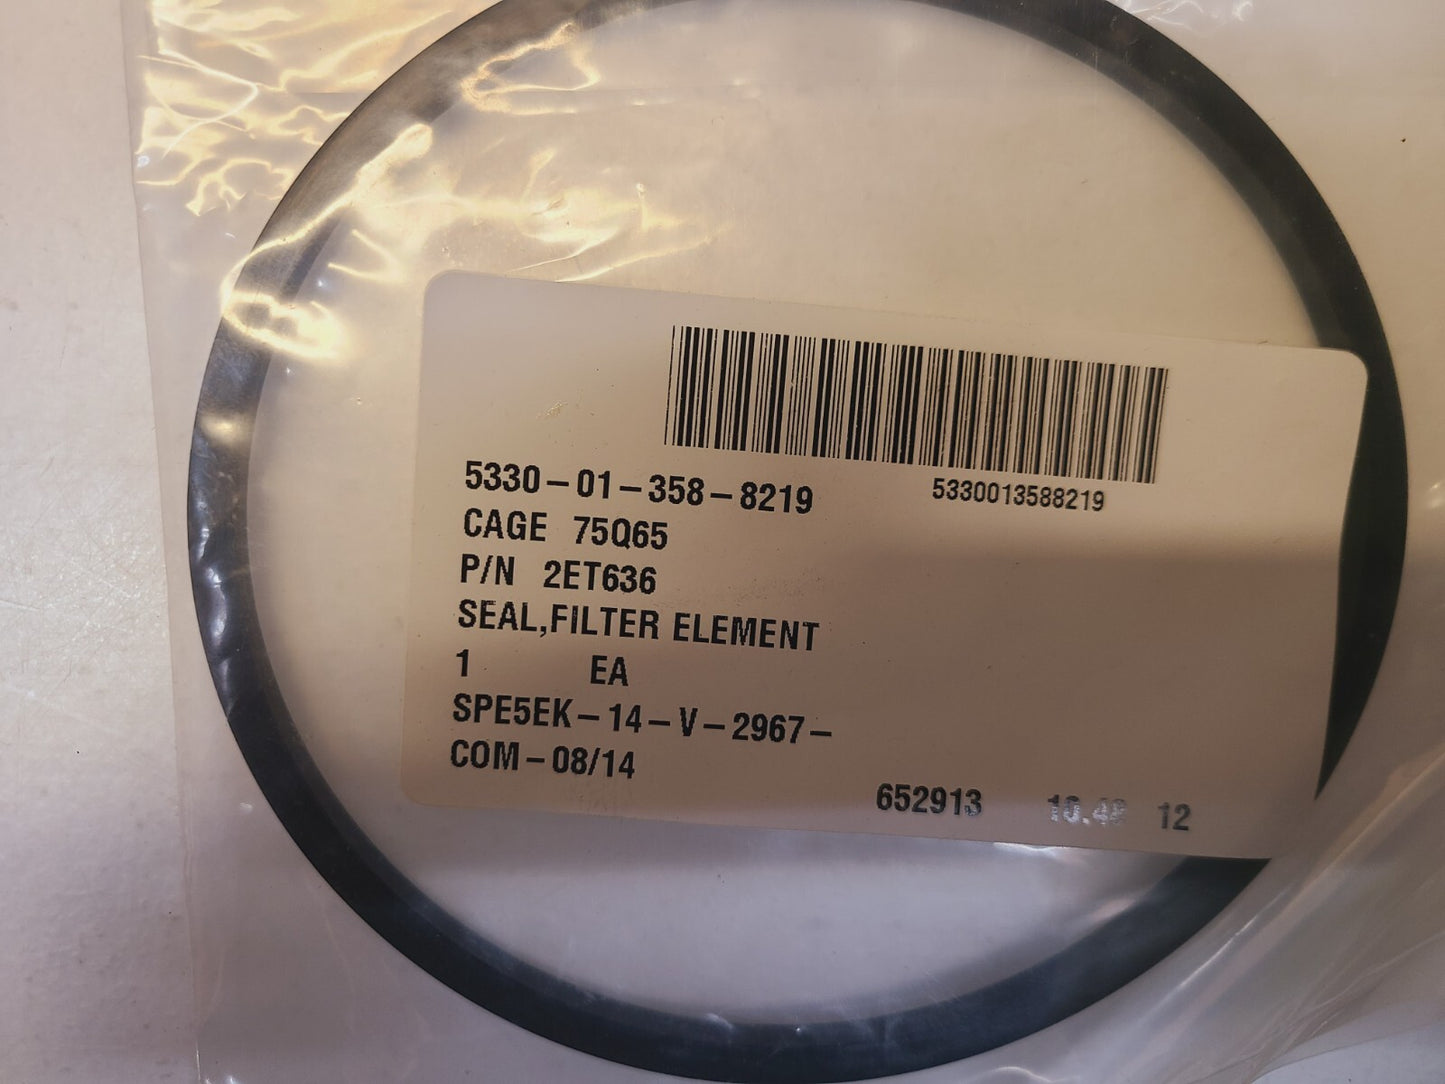 5330013588219
5330-01-358-8219
CAGE 75Q65
P/N 2ET636
SEAL,FILTER ELEMENT
1 EA
SPE5EK-14-V-2967-
COM-08/14
652913 12